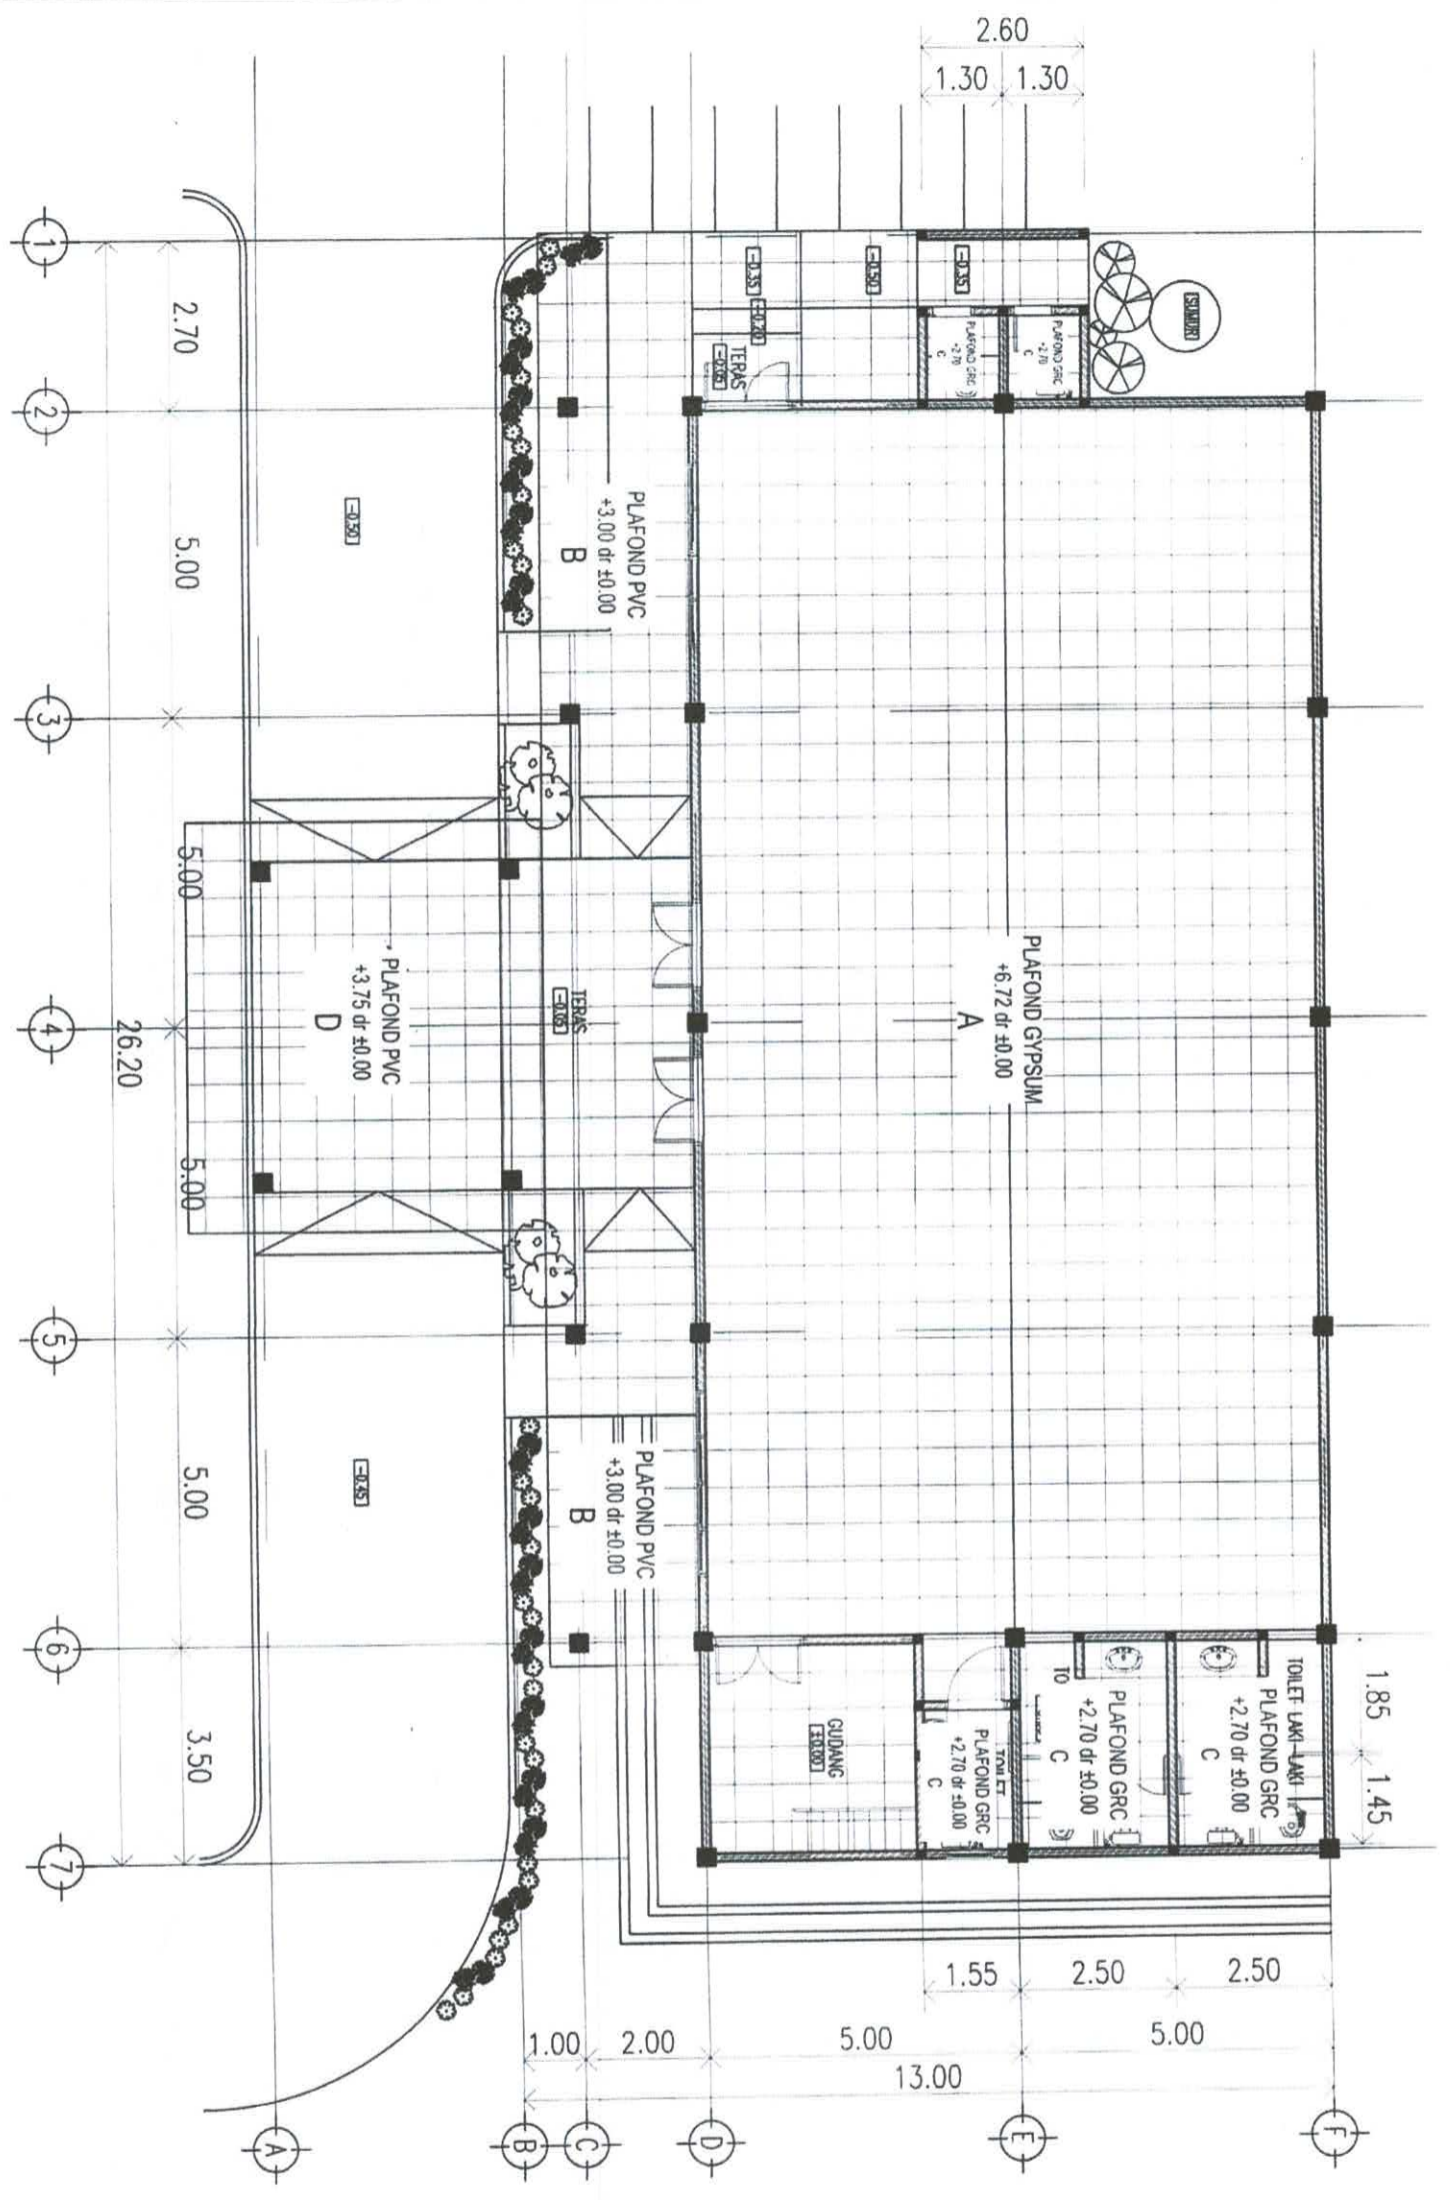 2.60
1.30
1.30
1
2
3
4
5
6
7
2.70
5.00
5.00
5.00
5.00
3.50
26.20
-0.35
-0.50
-0.35
-0.20
TERAS
-0.05
PLAFOND GRC
+2.70
C
PLAFOND GRC
+2.70
C
SUMUR
-0.50
PLAFOND PVC
+3.00 dr ±0.00
B
PLAFOND GYPSUM
+6.72 dr ±0.00
A
TERAS
-0.05
PLAFOND PVC
+3.75 dr ±0.00
D
-0.45
PLAFOND PVC
+3.00 dr ±0.00
B
GUDANG
±0.00
TOILET
PLAFOND GRC
+2.70 dr ±0.00
C
TO
PLAFOND GRC
+2.70 dr ±0.00
C
TOILET LAKI-LAKI
PLAFOND GRC
+2.70 dr ±0.00
C
1.85
1.45
1.55
2.50
2.50
1.00
2.00
5.00
5.00
13.00
A
B
C
D
E
F